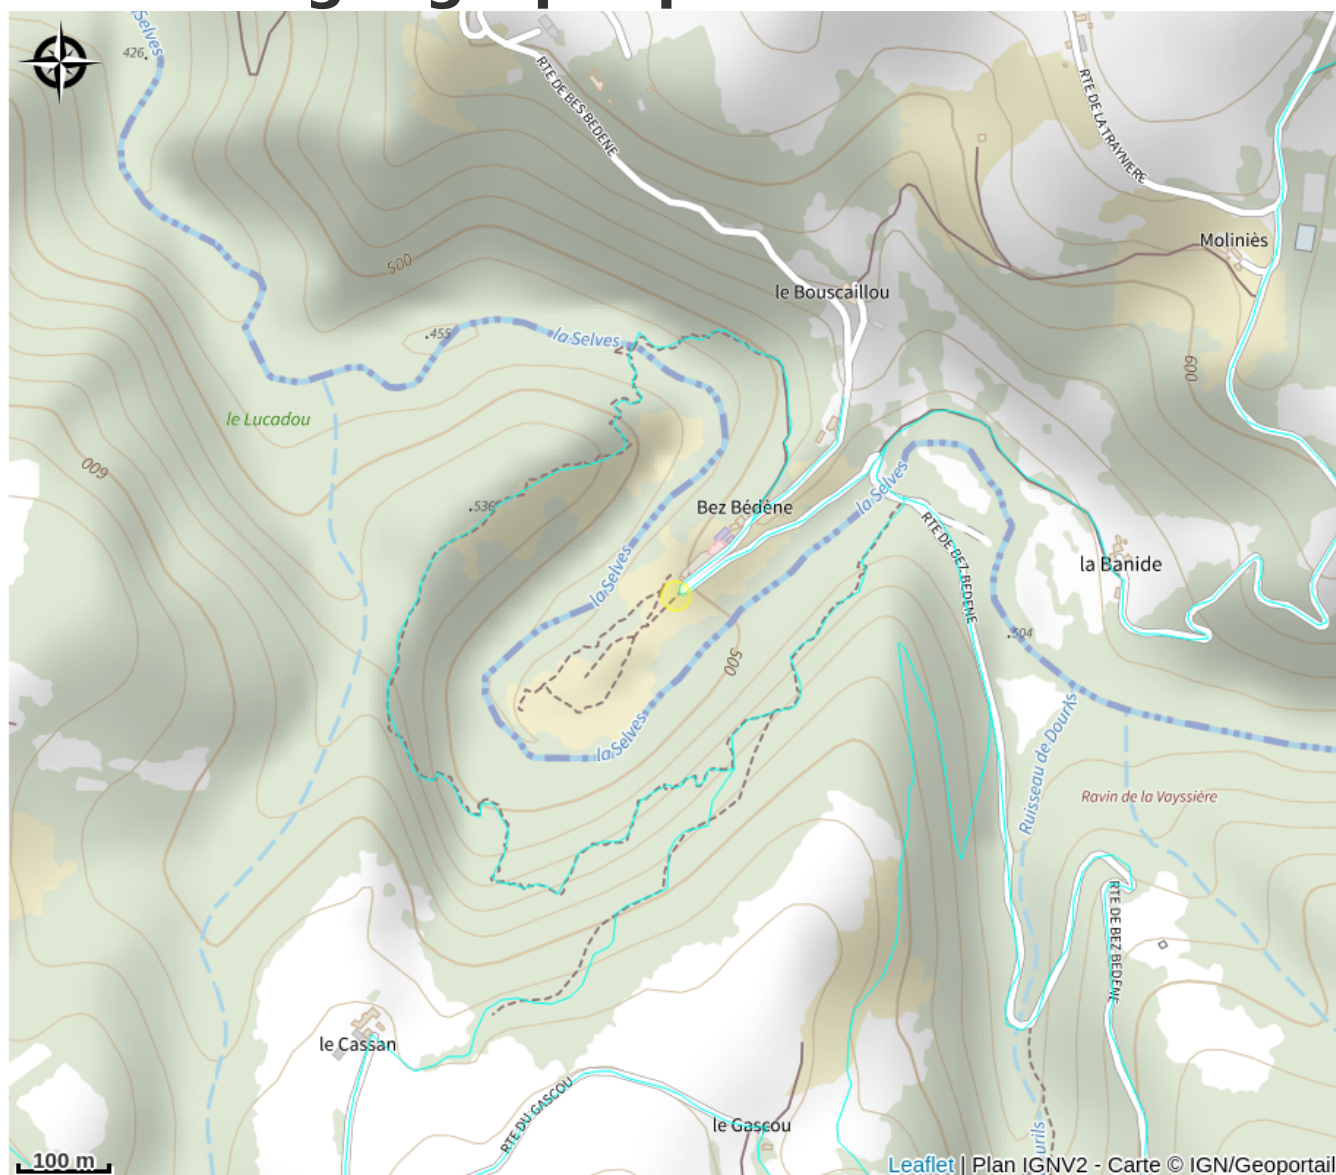 la Selves
426.
RTE DE BES BEDENE
RTE DE LA TRAYNIERE
Moliniès
500
le Bouscaillou
.455
la Selves
600
le Lucadou
600
.536
Bez Bédène
la Selves
RTE DE BEZ BEDENE
la Banide
la Selves
.504
500
la Selves
Ruisseau de Dourils
Ravin de la Vayssière
RTE DE BEZ BEDENE
le Cassan
RTE DU GASCOU
le Gascou
100 m
Leaflet | Plan IGNV2 - Carte © IGN/Geoportail